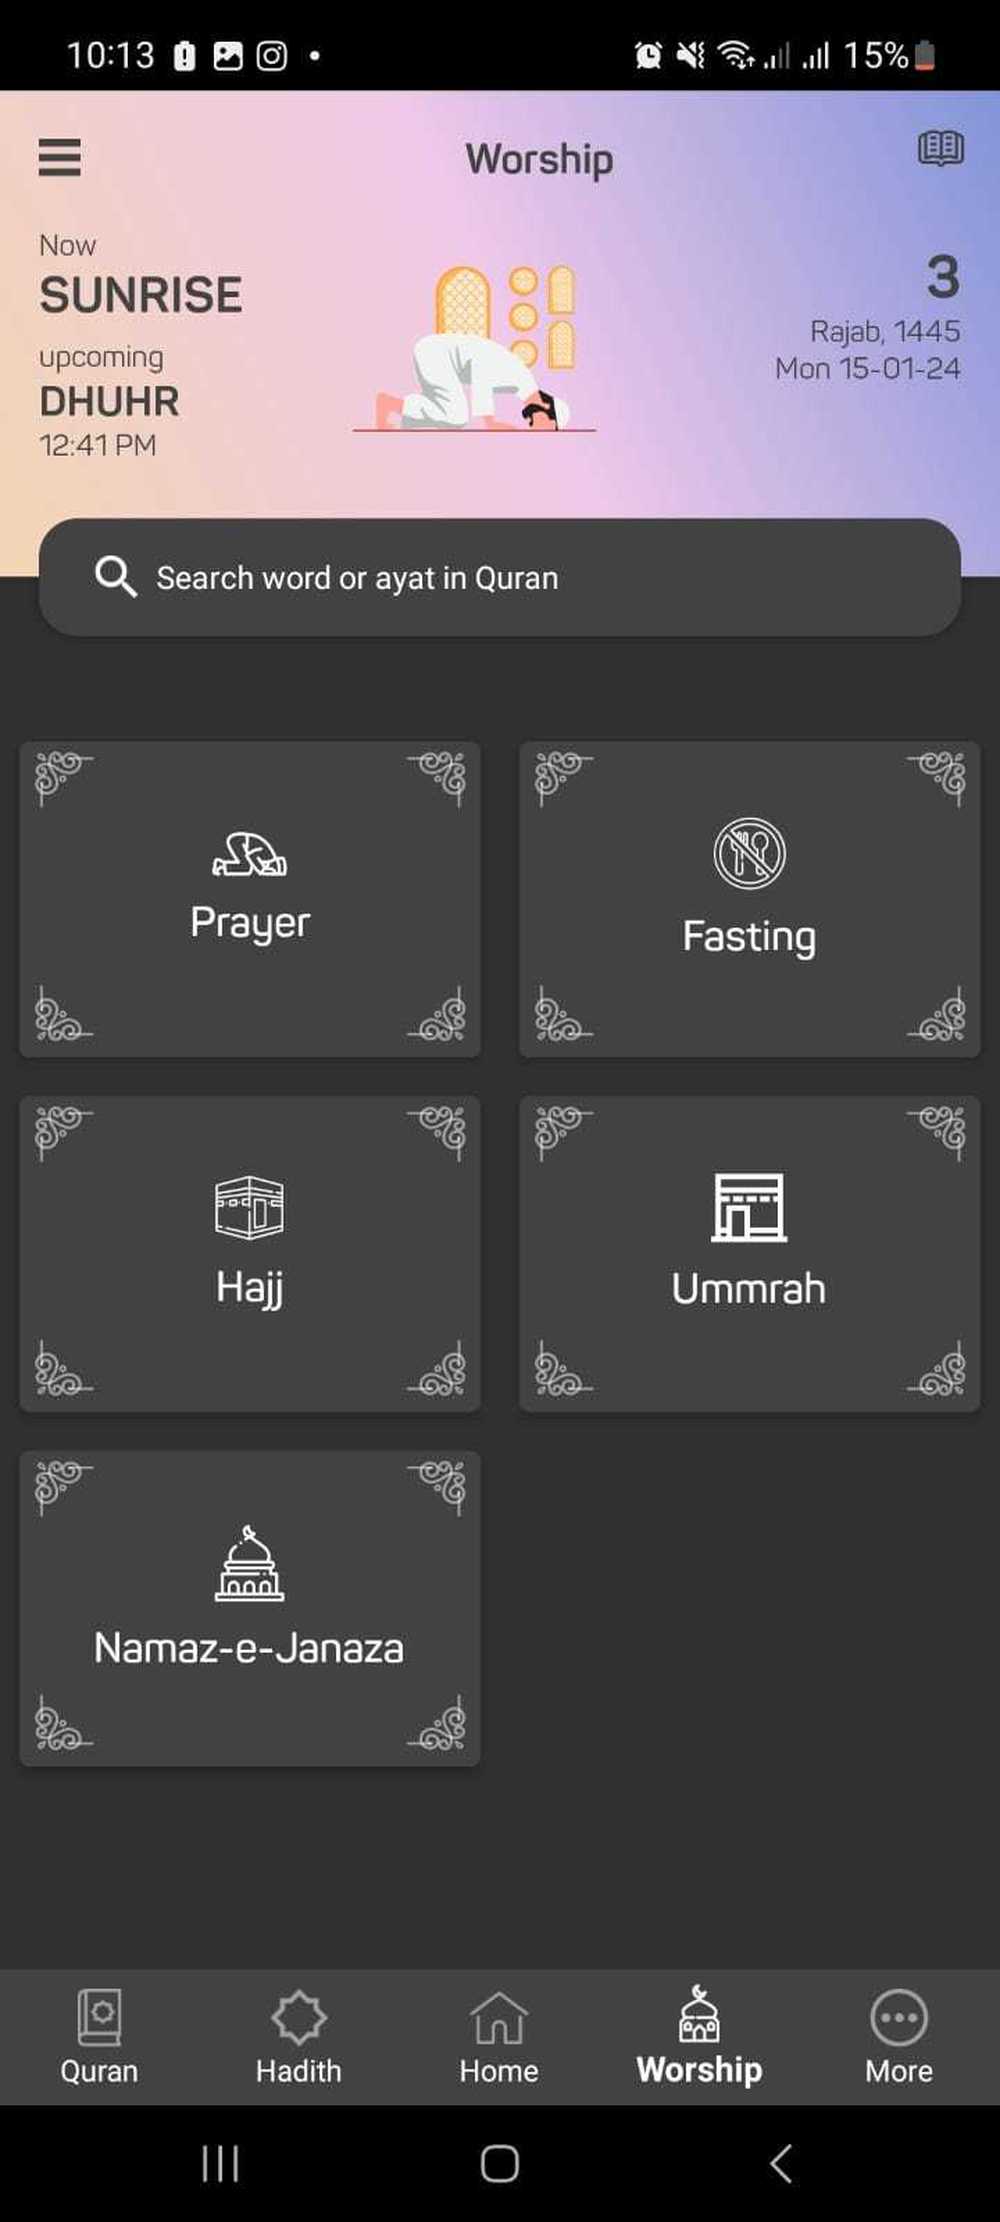 10:13
15%
Worship
Now
SUNRISE
upcoming
DHUHR
12:41 PM
3
Rajab, 1445
Mon 15-01-24
Search word or ayat in Quran
Prayer
Fasting
Hajj
Ummrah
Namaz-e-Janaza
Quran
Hadith
Home
Worship
More